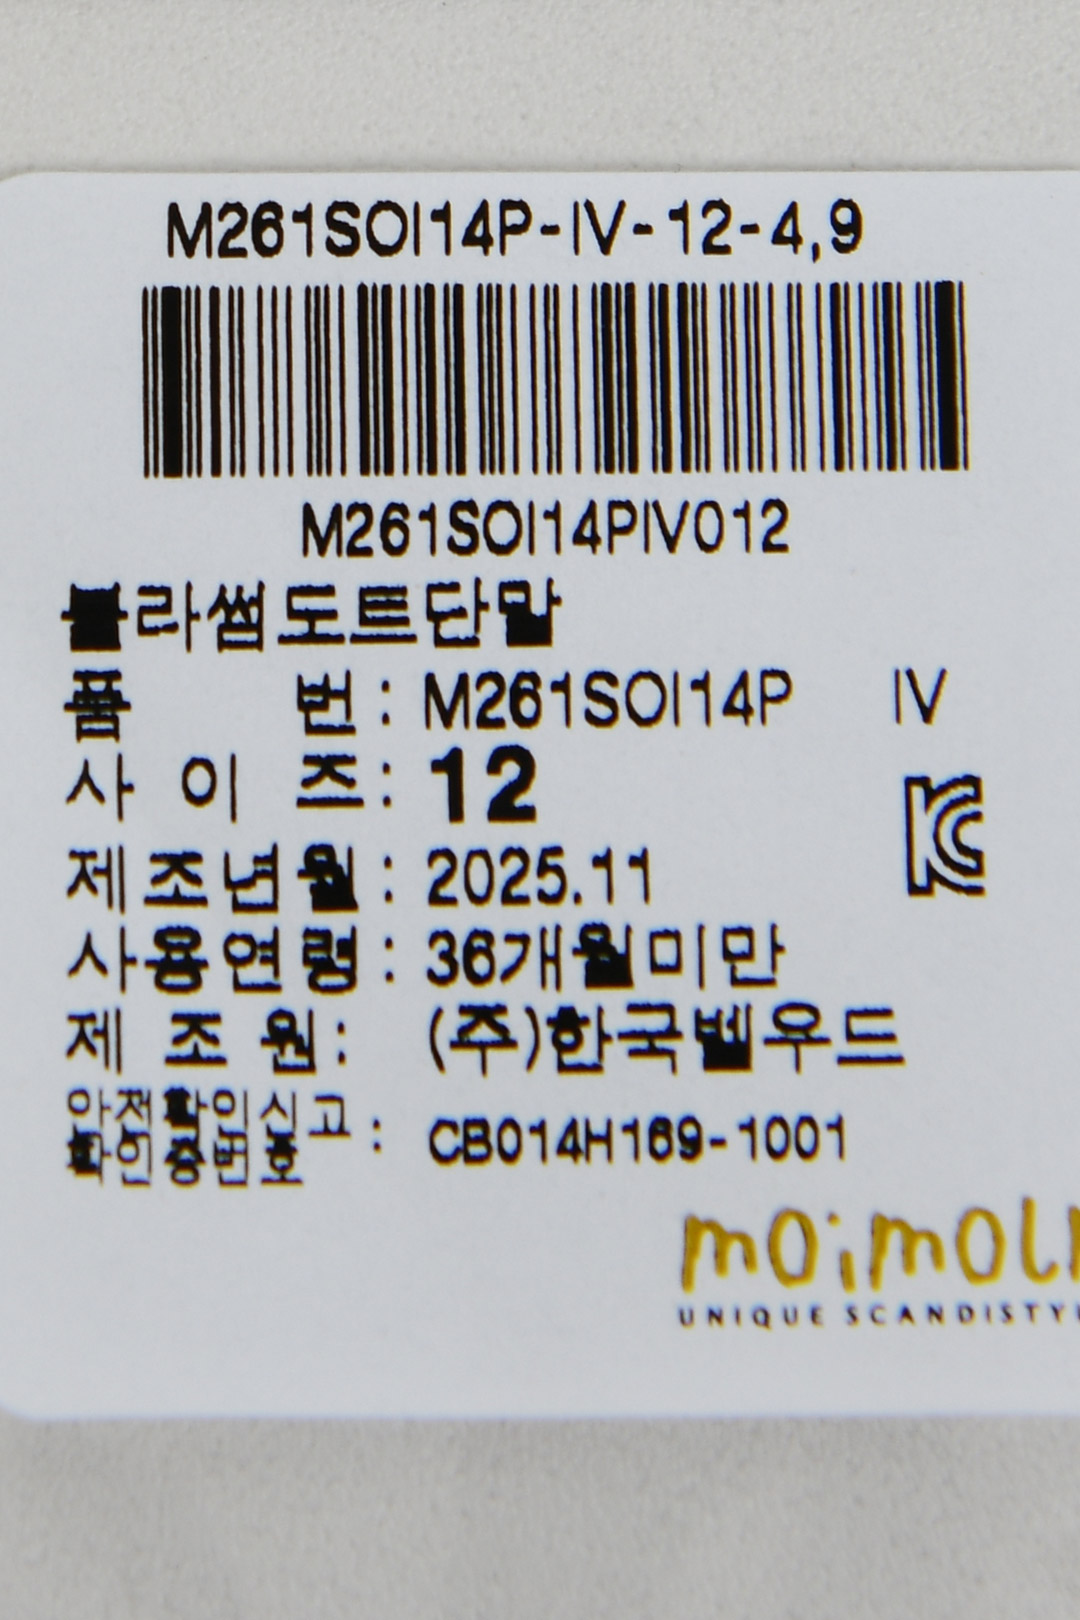 M261SOI14P-IV-12-4,9
M261SOI14PIV012
블라썸도트단말
품 번 : M261SOI14P IV
사 이 즈 : 12
제조년월 : 2025.11
사용연령 : 36개월미만
제 조 원 : (주)한국벨우드
안전확인신고
확인증번호 : CB014H169-1001
moimoln
UNIQUE SCANDISTYL